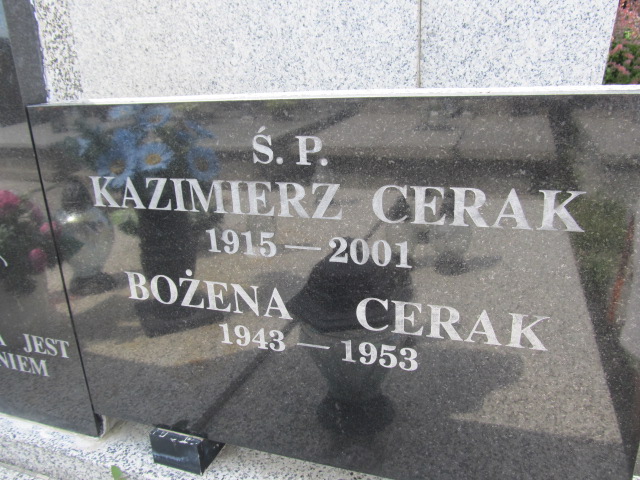 Ś. P.
KAZIMIERZ CERAK
1915 — 2001
BOŻENA CERAK
1943 — 1953
JEST
NIEM